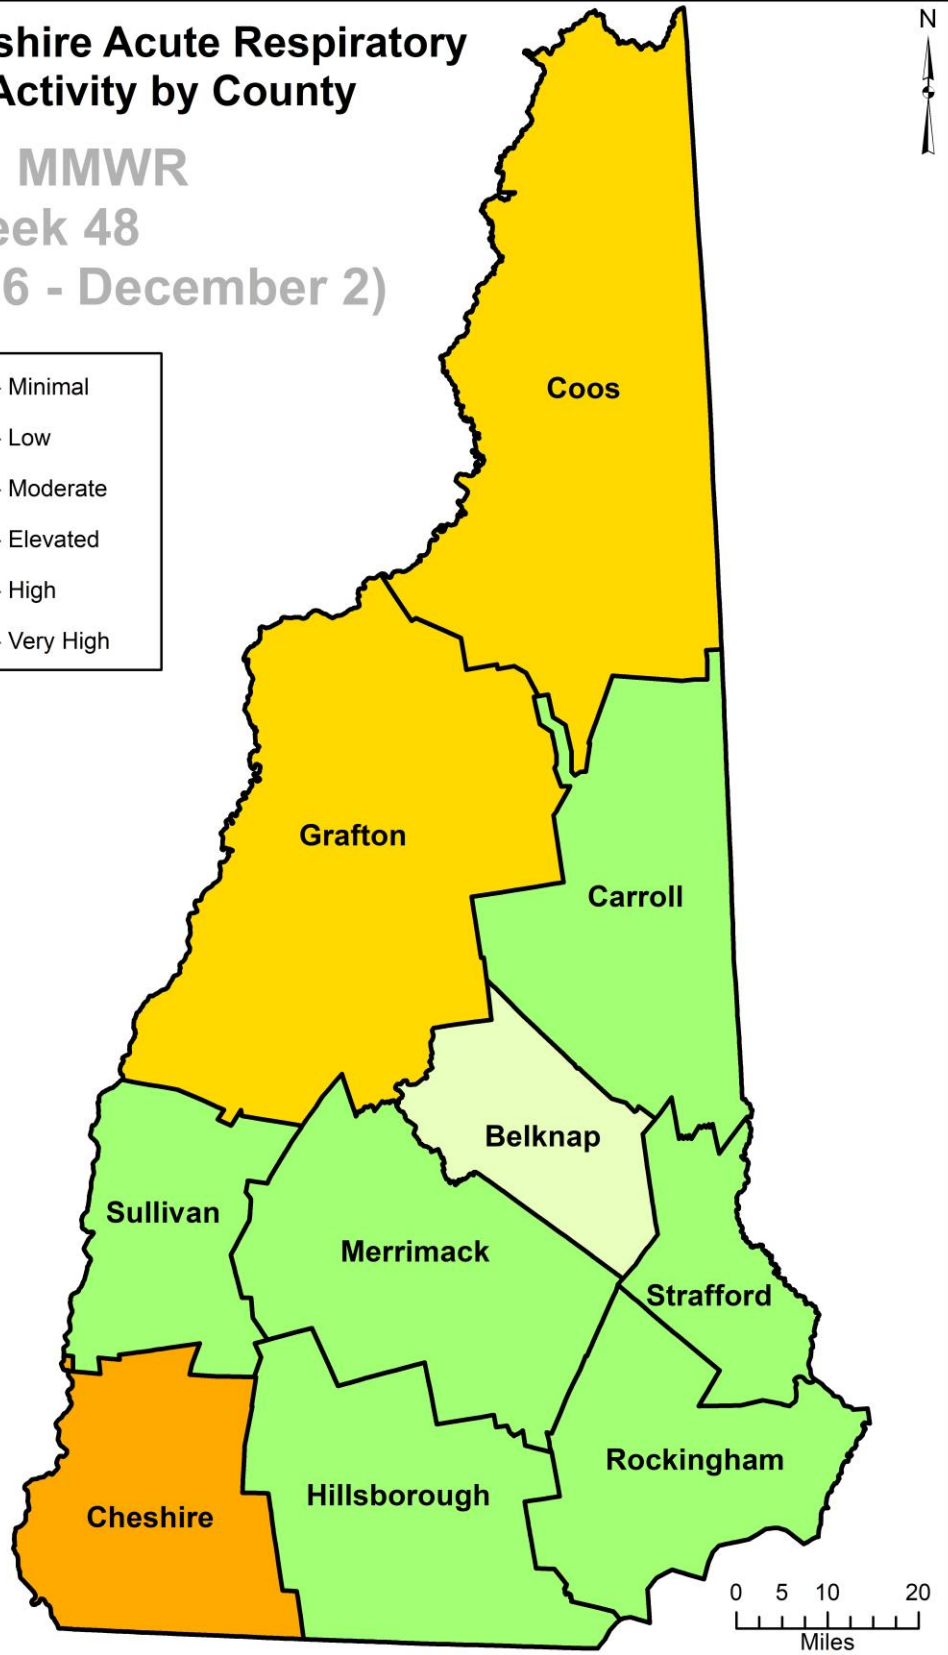 shire Acute Respiratory
Activity by County
N
MMWR
eek 48
6 - December 2)
- Minimal
- Low
- Moderate
- Elevated
- High
- Very High
Coos
Grafton
Carroll
Belknap
Sullivan
Merrimack
Strafford
Rockingham
Hillsborough
Cheshire
0 5 10 20
Miles